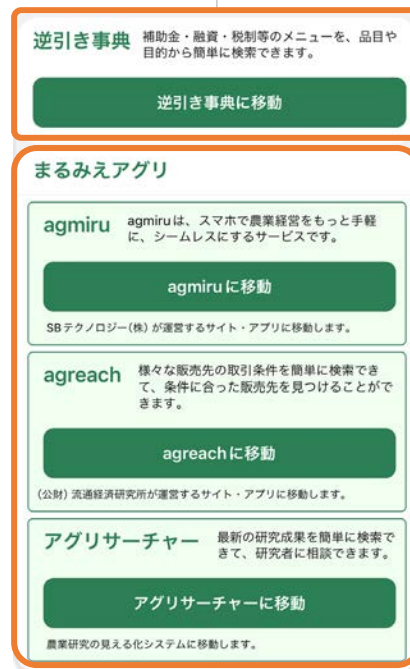 逆引き事典
補助金・融資・税制等のメニューを、品目や
目的から簡単に検索できます。
逆引き事典に移動
まるみえアグリ
agmiru
agmiruは、スマホで農業経営をもっと手軽
に、シームレスにするサービスです。
agmiruに移動
SBテクノロジー(株)が運営するサイト・アプリに移動します。
agreach
様々な販売先の取引条件を簡単に検索でき
て、条件に合った販売先を見つけることがで
きます。
agreachに移動
(公財)流通経済研究所が運営するサイト・アプリに移動します。
アグリサーチャー
最新の研究成果を簡単に検索で
きて、研究者に相談できます。
アグリサーチャーに移動
農業研究の見える化システムに移動します。